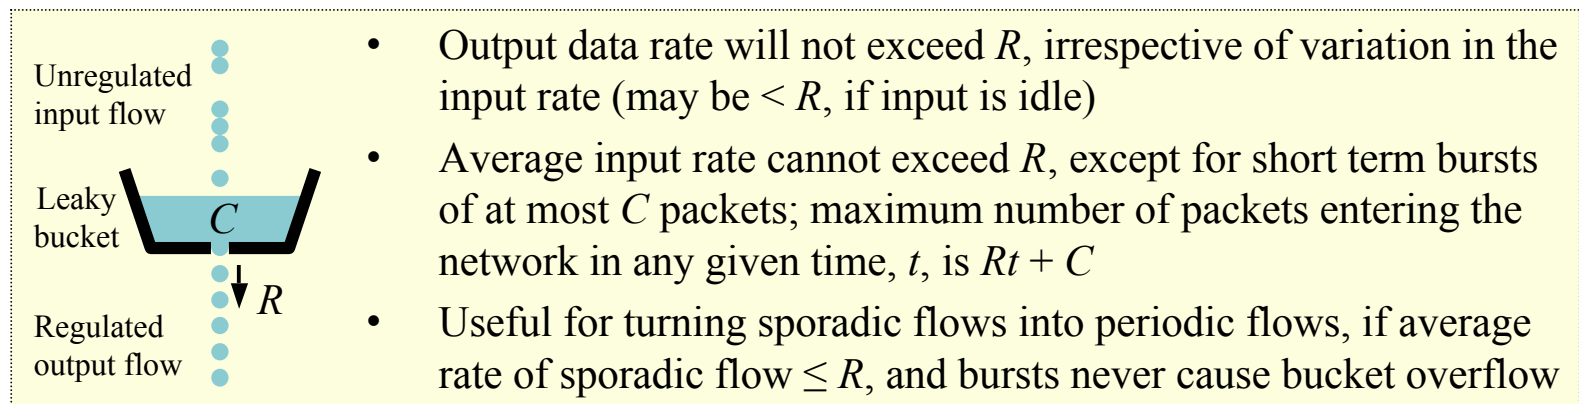 Unregulated
input flow
Leaky
bucket
C
R
Regulated
output flow
• Output data rate will not exceed R, irrespective of variation in the
input rate (may be < R, if input is idle)
• Average input rate cannot exceed R, except for short term bursts
of at most C packets; maximum number of packets entering the
network in any given time, t, is Rt + C
• Useful for turning sporadic flows into periodic flows, if average
rate of sporadic flow ≤ R, and bursts never cause bucket overflow